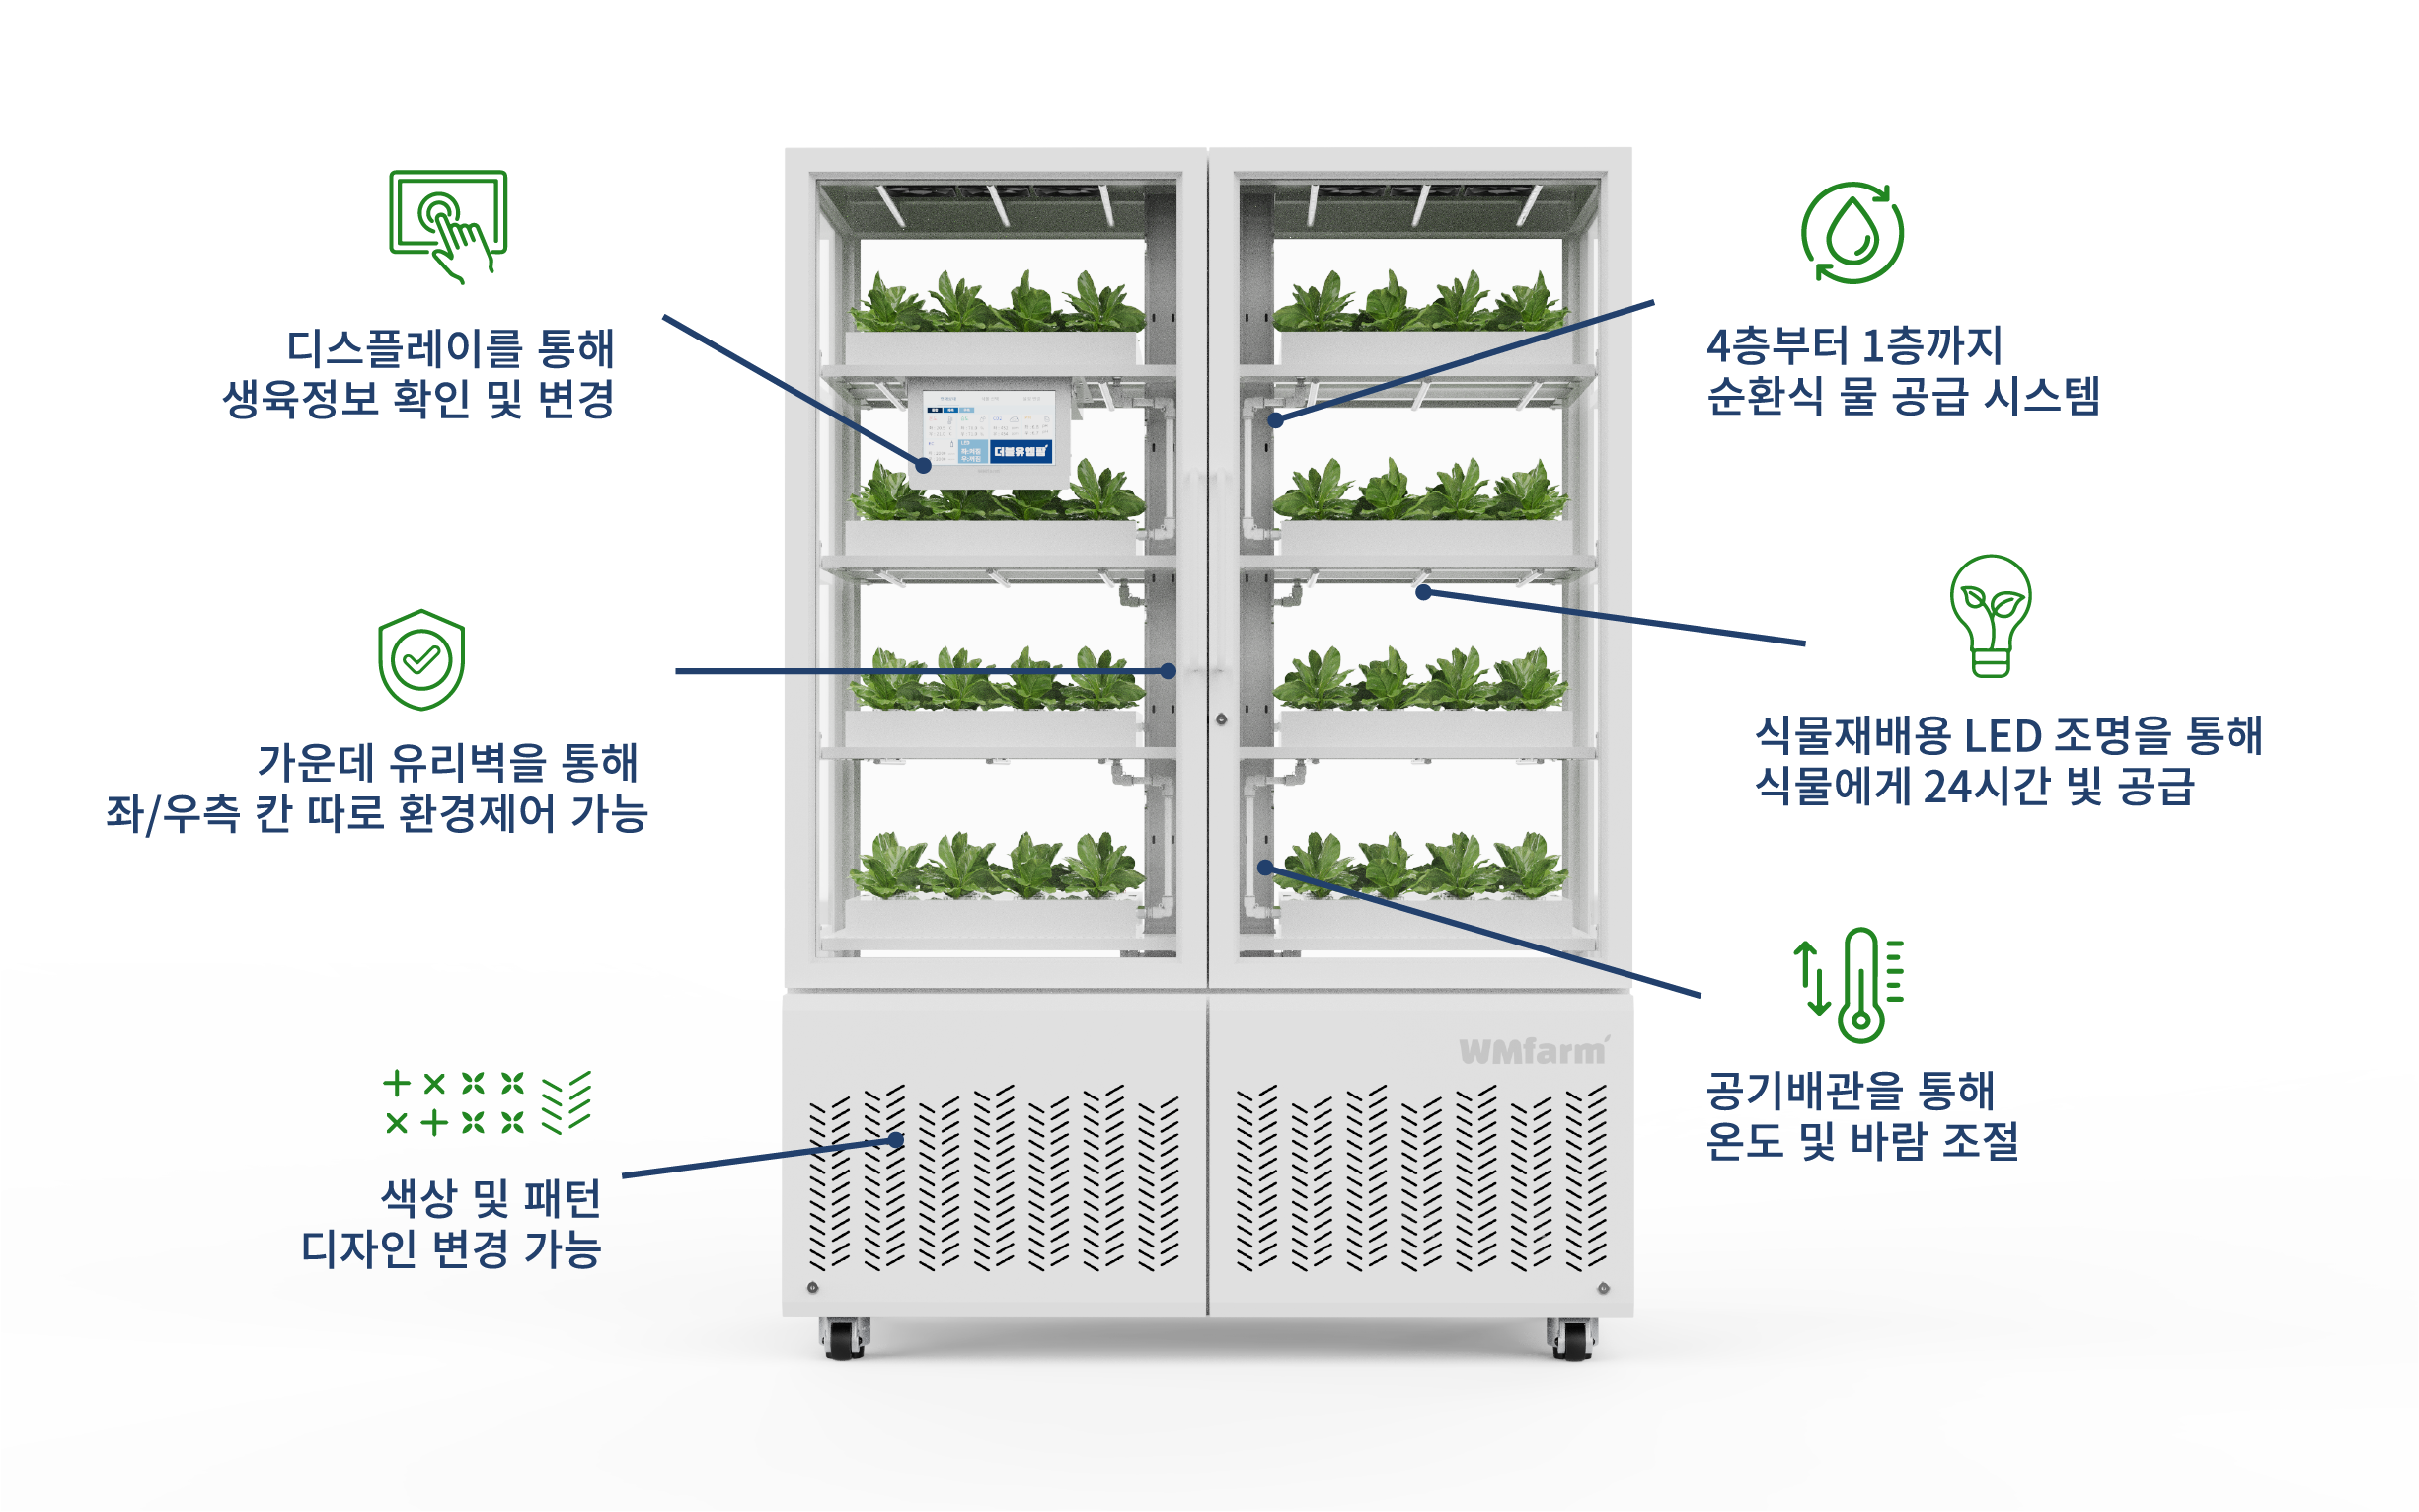 디스플레이를 통해
생육정보 확인 및 변경
4층부터 1층까지
순환식 물 공급 시스템
더블유엠팜
가운데 유리벽을 통해
좌/우측 칸 따로 환경제어 가능
식물재배용 LED 조명을 통해
식물에게 24시간 빛 공급
WMfarm
공기배관을 통해
온도 및 바람 조절
색상 및 패턴
디자인 변경 가능